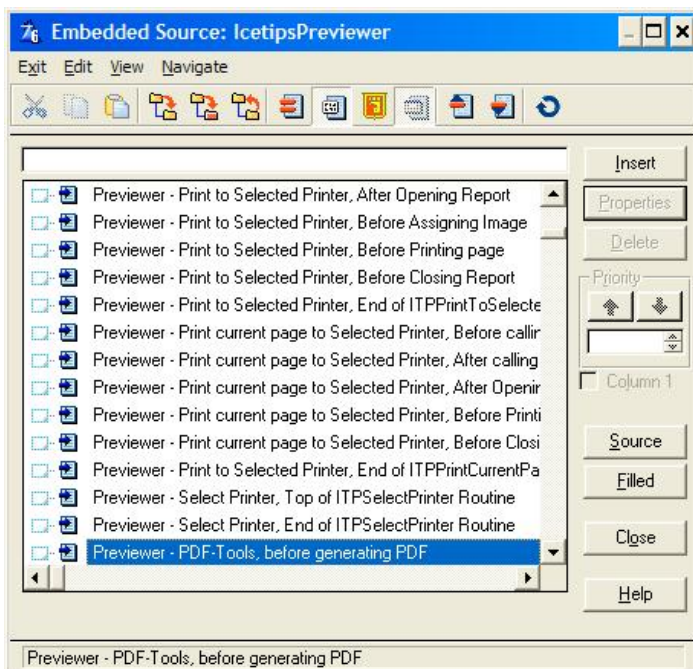 Embedded Source: IcetipsPreviewer
Exit Edit View Navigate
Insert
Previewer - Print to Selected Printer, After Opening Report
Properties
Previewer - Print to Selected Printer, Before Assigning Image
Previewer - Print to Selected Printer, Before Printing page
Delete
Previewer - Print to Selected Printer, Before Closing Report
Priority
Previewer - Print to Selected Printer, End of ITPPrintToSelecte
Previewer - Print current page to Selected Printer, Before callin
Previewer - Print current page to Selected Printer, After calling
Previewer - Print current page to Selected Printer, After Openin
Column 1
Previewer - Print current page to Selected Printer, Before Printi
Previewer - Print current page to Selected Printer, Before Closi
Source
Previewer - Print to Selected Printer, End of ITPPrintCurrentPa
Filled
Previewer - Select Printer, Top of ITPSelectPrinter Routine
Previewer - Select Printer, End of ITPSelectPrinter Routine
Close
Previewer - PDF-Tools, before generating PDF
Help
Previewer - PDF-Tools, before generating PDF